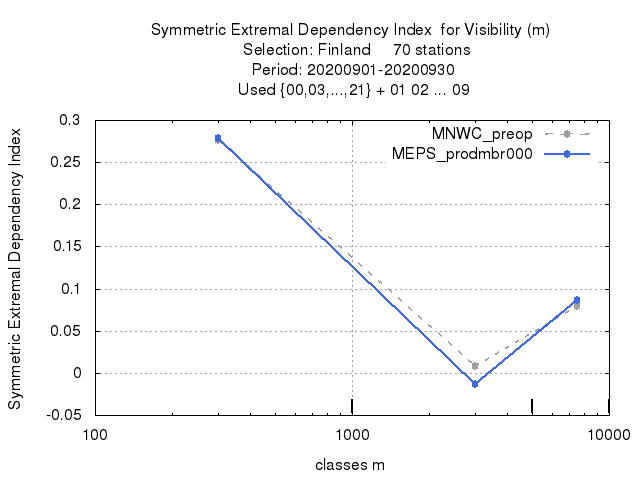 Symmetric Extremal Dependency Index  for Visibility (m)
Selection: Finland     70 stations
Period: 20200901-20200930
Used {00,03,...,21} + 01 02 ... 09
MNWC_preop
MEPS_prodmbr000
Symmetric Extremal Dependency Index
0.3
0.25
0.2
0.15
0.1
0.05
0
-0.05
100
1000
10000
classes m